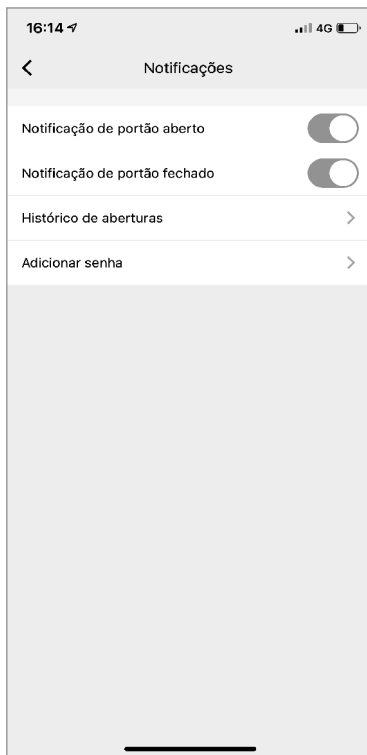 16:14 4G
Notificações
Notificação de portão aberto
Notificação de portão fechado
Histórico de aberturas
Adicionar senha